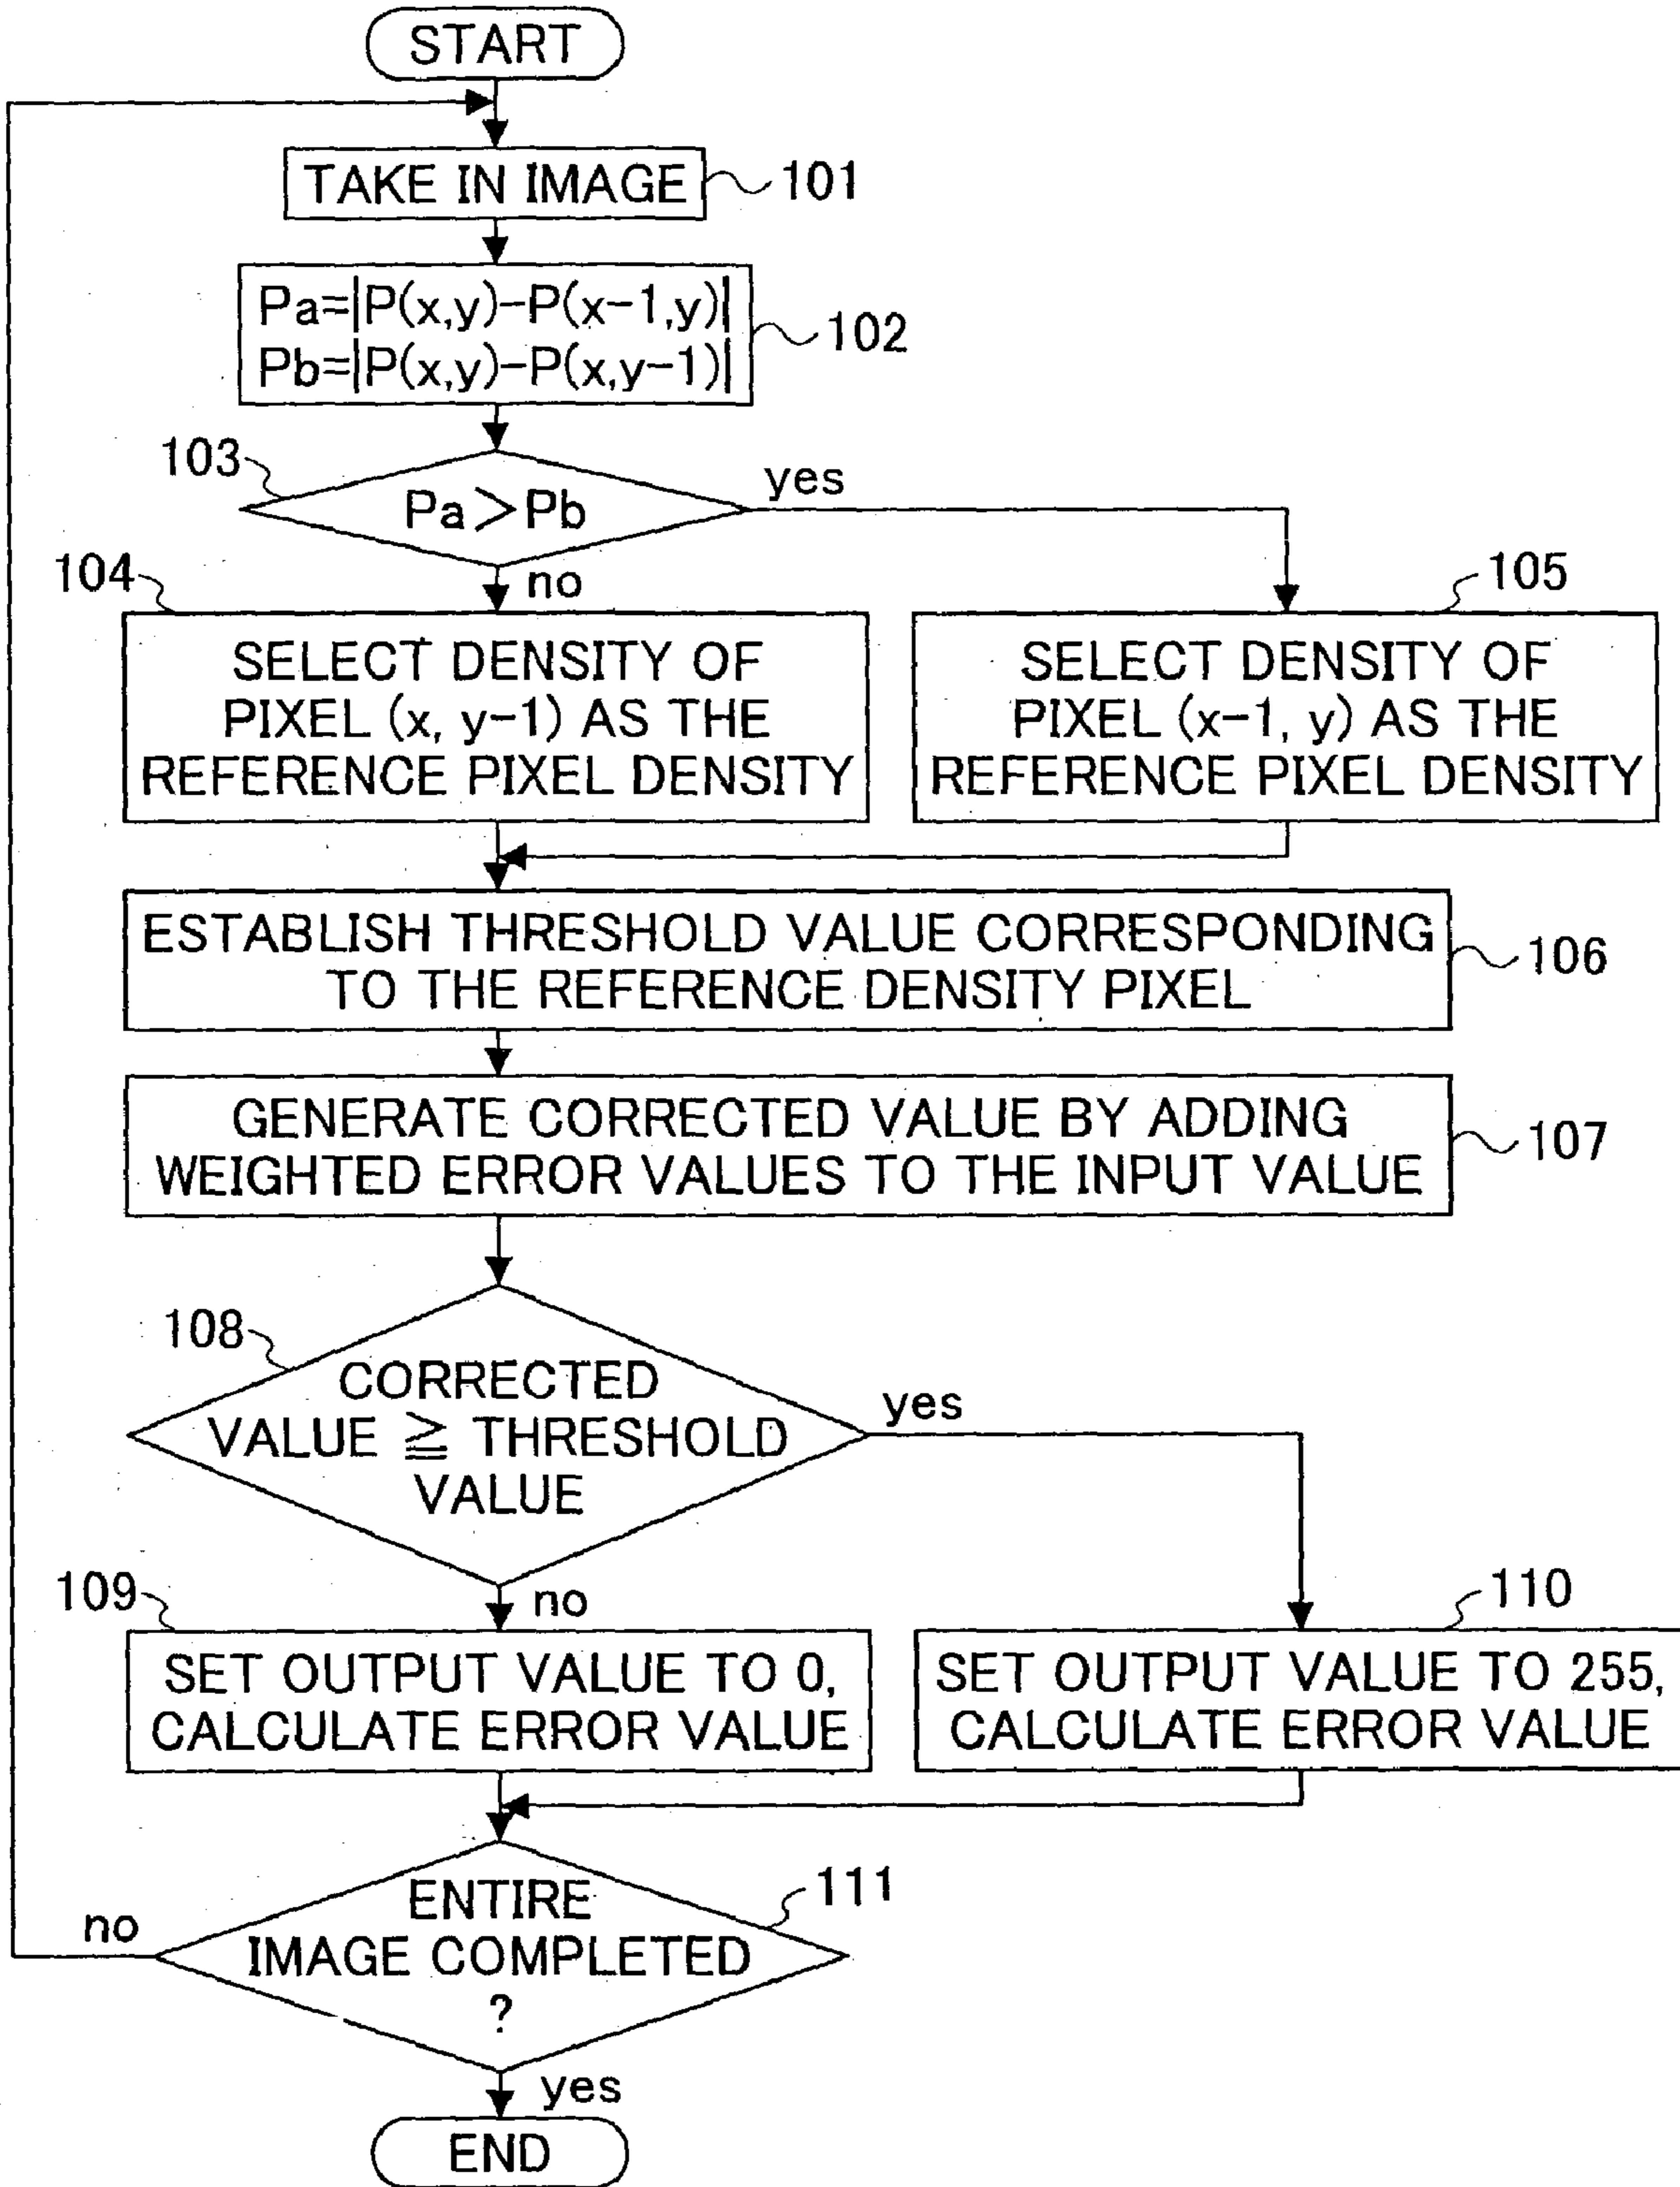 START
TAKE IN IMAGE
101
Pa=|P(x,y)-P(x-1,y)|
Pb=|P(x,y)-P(x,y-1)|
102
103
Pa>Pb
yes
no
104
SELECT DENSITY OF
PIXEL (x, y-1) AS THE
REFERENCE PIXEL DENSITY
105
SELECT DENSITY OF
PIXEL (x-1, y) AS THE
REFERENCE PIXEL DENSITY
ESTABLISH THRESHOLD VALUE CORRESPONDING
TO THE REFERENCE DENSITY PIXEL
106
GENERATE CORRECTED VALUE BY ADDING
WEIGHTED ERROR VALUES TO THE INPUT VALUE
107
108
CORRECTED
VALUE ≧ THRESHOLD
VALUE
yes
no
109
SET OUTPUT VALUE TO 0,
CALCULATE ERROR VALUE
110
SET OUTPUT VALUE TO 255,
CALCULATE ERROR VALUE
111
ENTIRE
IMAGE COMPLETED
?
no
yes
END